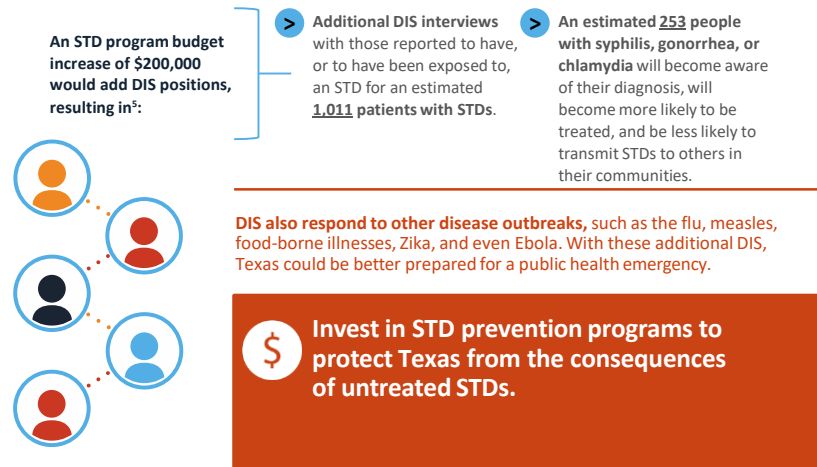 An STD program budget
increase of $200,000
would add DIS positions,
resulting in⁵:
>
Additional DIS interviews
with those reported to have,
or to have been exposed to,
an STD for an estimated
1,011 patients with STDs.
>
An estimated 253 people
with syphilis, gonorrhea, or
chlamydia will become aware
of their diagnosis, will
become more likely to be
treated, and be less likely to
transmit STDs to others in
their communities.
DIS also respond to other disease outbreaks, such as the flu, measles,
food-borne illnesses, Zika, and even Ebola. With these additional DIS,
Texas could be better prepared for a public health emergency.
$
Invest in STD prevention programs to
protect Texas from the consequences
of untreated STDs.